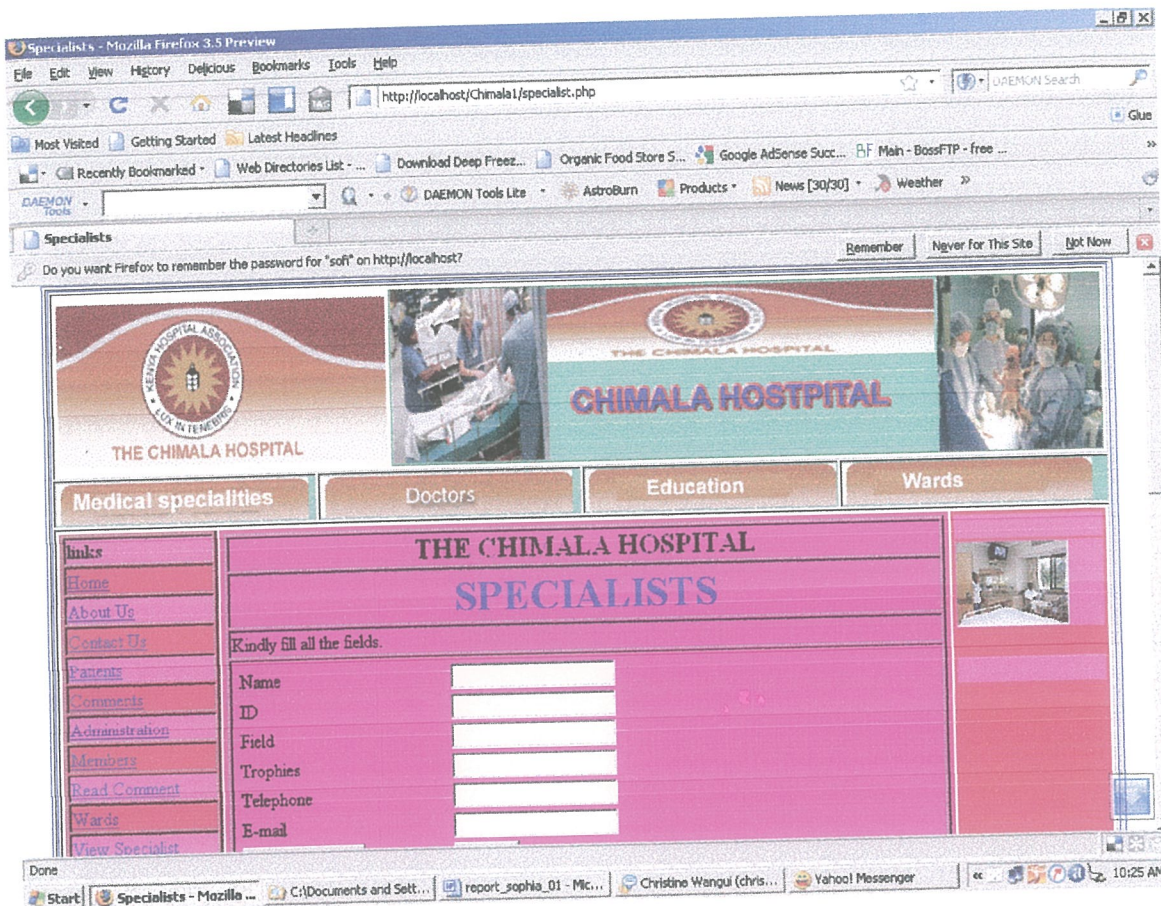 Specialists - Mozilla Firefox 3.5 Preview
File Edit View History Delicious Bookmarks Tools Help
http://localhost/Chimala1/specialist.php
DAEMON Search
Glue
Most Visited Getting Started Latest Headlines
Recently Bookmarked Web Directories List - ... Download Deep Freez... Organic Food Store S... Google AdSense Succ... BF Main - BossFTP - free ...
DAEMON Tools DAEMON Tools Lite AstroBurn Products News [30/30] Weather
Specialists
Do you want Firefox to remember the password for "sofi" on http://localhost? Remember Never for This Site Not Now
KENYA HOSPITAL ASSOCIATION
LUX IN TENEBRIS
THE CHIMALA HOSPITAL
THE CHIMALA HOSPITAL
CHIMALA HOSTPITAL
Medical specialities Doctors Education Wards
links
Home
About Us
Contact Us
Patients
Comments
Administration
Members
Read Comment
Wards
View Specialist
THE CHIMALA HOSPITAL
SPECIALISTS
Kindly fill all the fields.
Name
ID
Field
Trophies
Telephone
E-mail
Done
Start Specialists - Mozilla ... C:\Documents and Sett... report_sophia_01 - Mic... Christine Wangui (chris... Yahoo! Messenger 10:25 AM